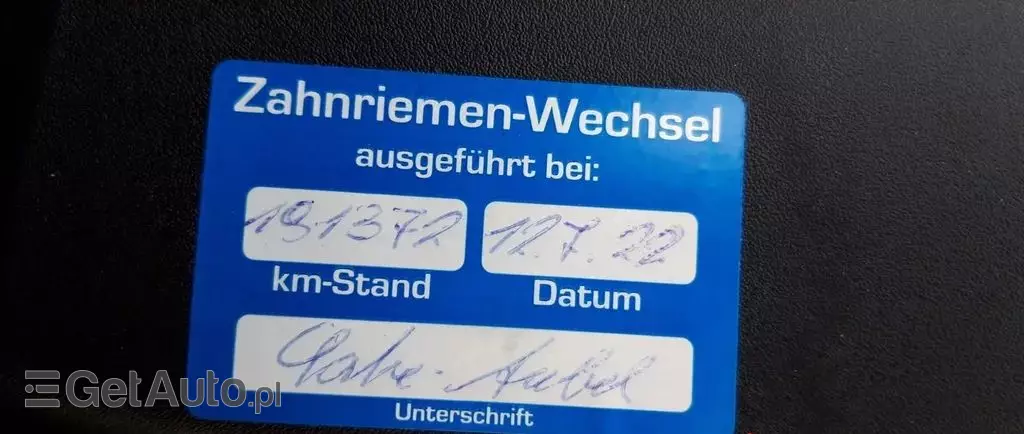 Zahnriemen-Wechsel
ausgeführt bei:
191372 12.7.22
km-Stand Datum
Unterschrift
GetAuto.pl